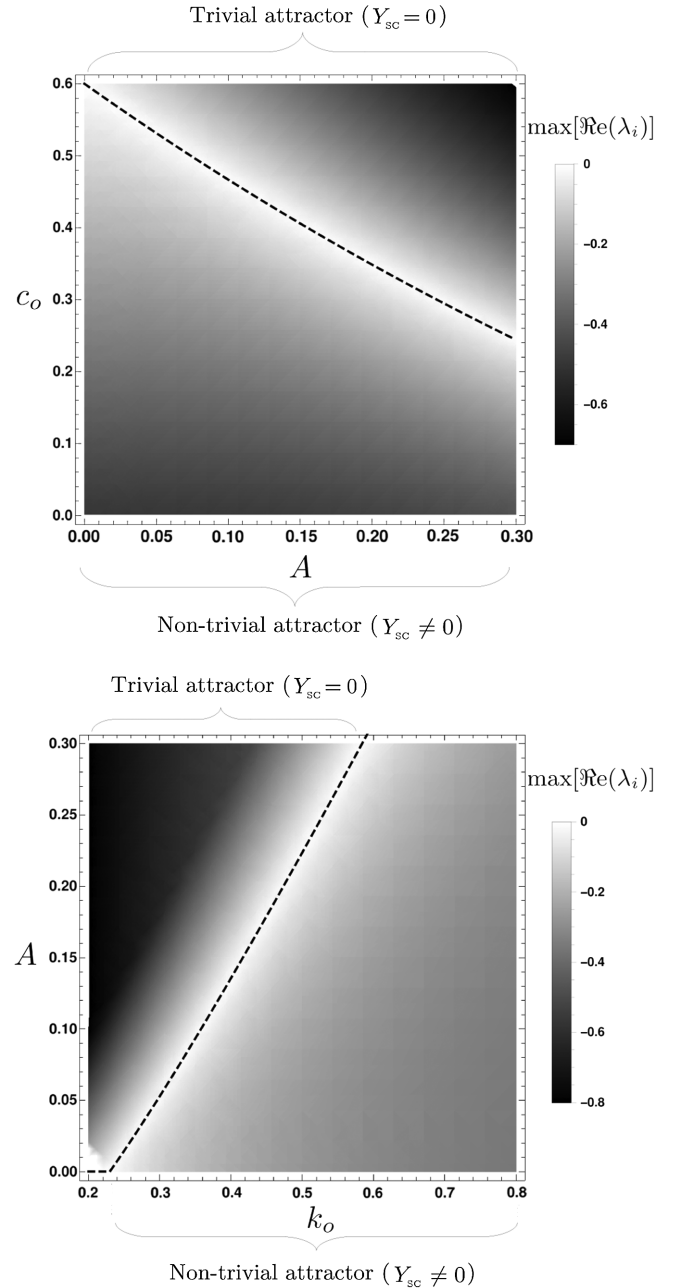 Trivial attractor (Y_sc = 0)
max[ℜe(λ_i)]
0.6
0.5
0.4
0.3
0.2
0.1
0.0
c_o
0
−0.2
−0.4
−0.6
0.00 0.05 0.10 0.15 0.20 0.25 0.30
A
Non-trivial attractor (Y_sc ≠ 0)
Trivial attractor (Y_sc = 0)
max[ℜe(λ_i)]
0.30
0.25
0.20
0.15
0.10
0.05
0.00
A
0
−0.2
−0.4
−0.6
−0.8
0.2 0.3 0.4 0.5 0.6 0.7 0.8
k_o
Non-trivial attractor (Y_sc ≠ 0)